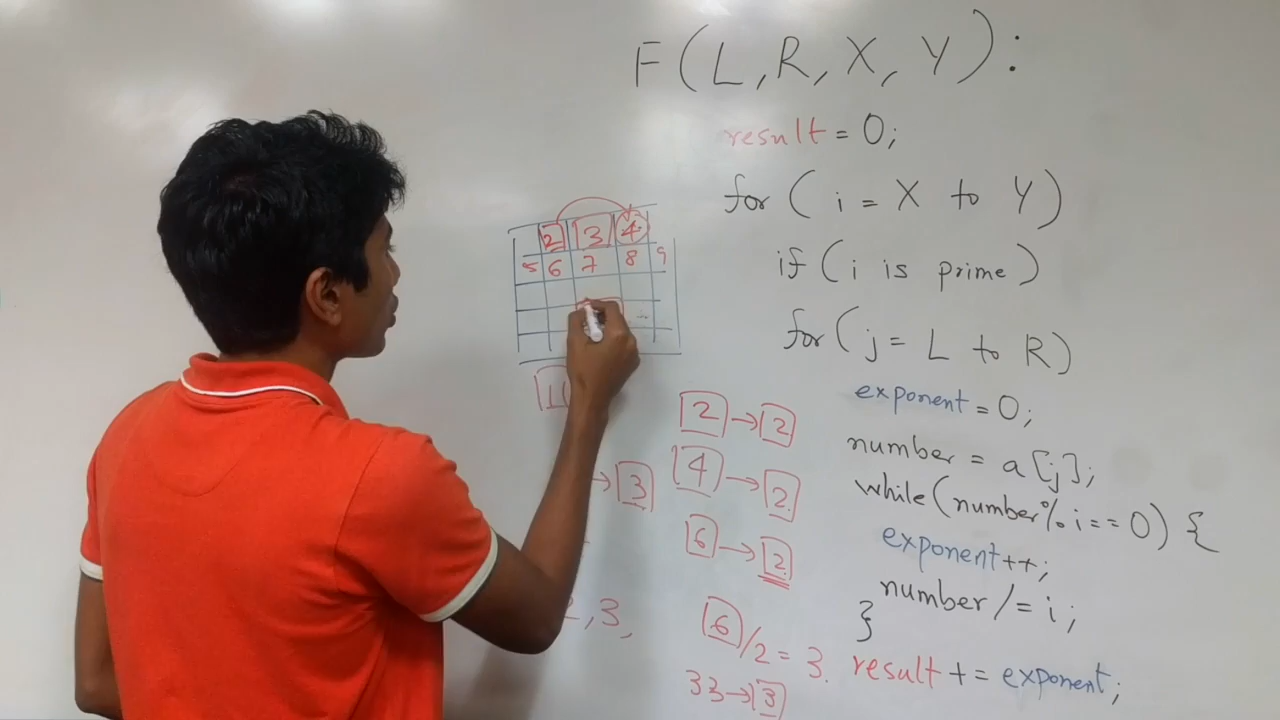 F(L,R,X,Y):
result = 0;
for ( i = X to Y)
if ( i is prime )
for ( j = L to R)
exponent = 0;
number = a[j];
while(number%i==0) {
exponent++;
number /= i;
}
result += exponent;
2 3 4
5 6 7 8 9
2 → 2
4 → 2.
→ 3
6 → 2.
2,3,
6/2 = 3.
33 → 3